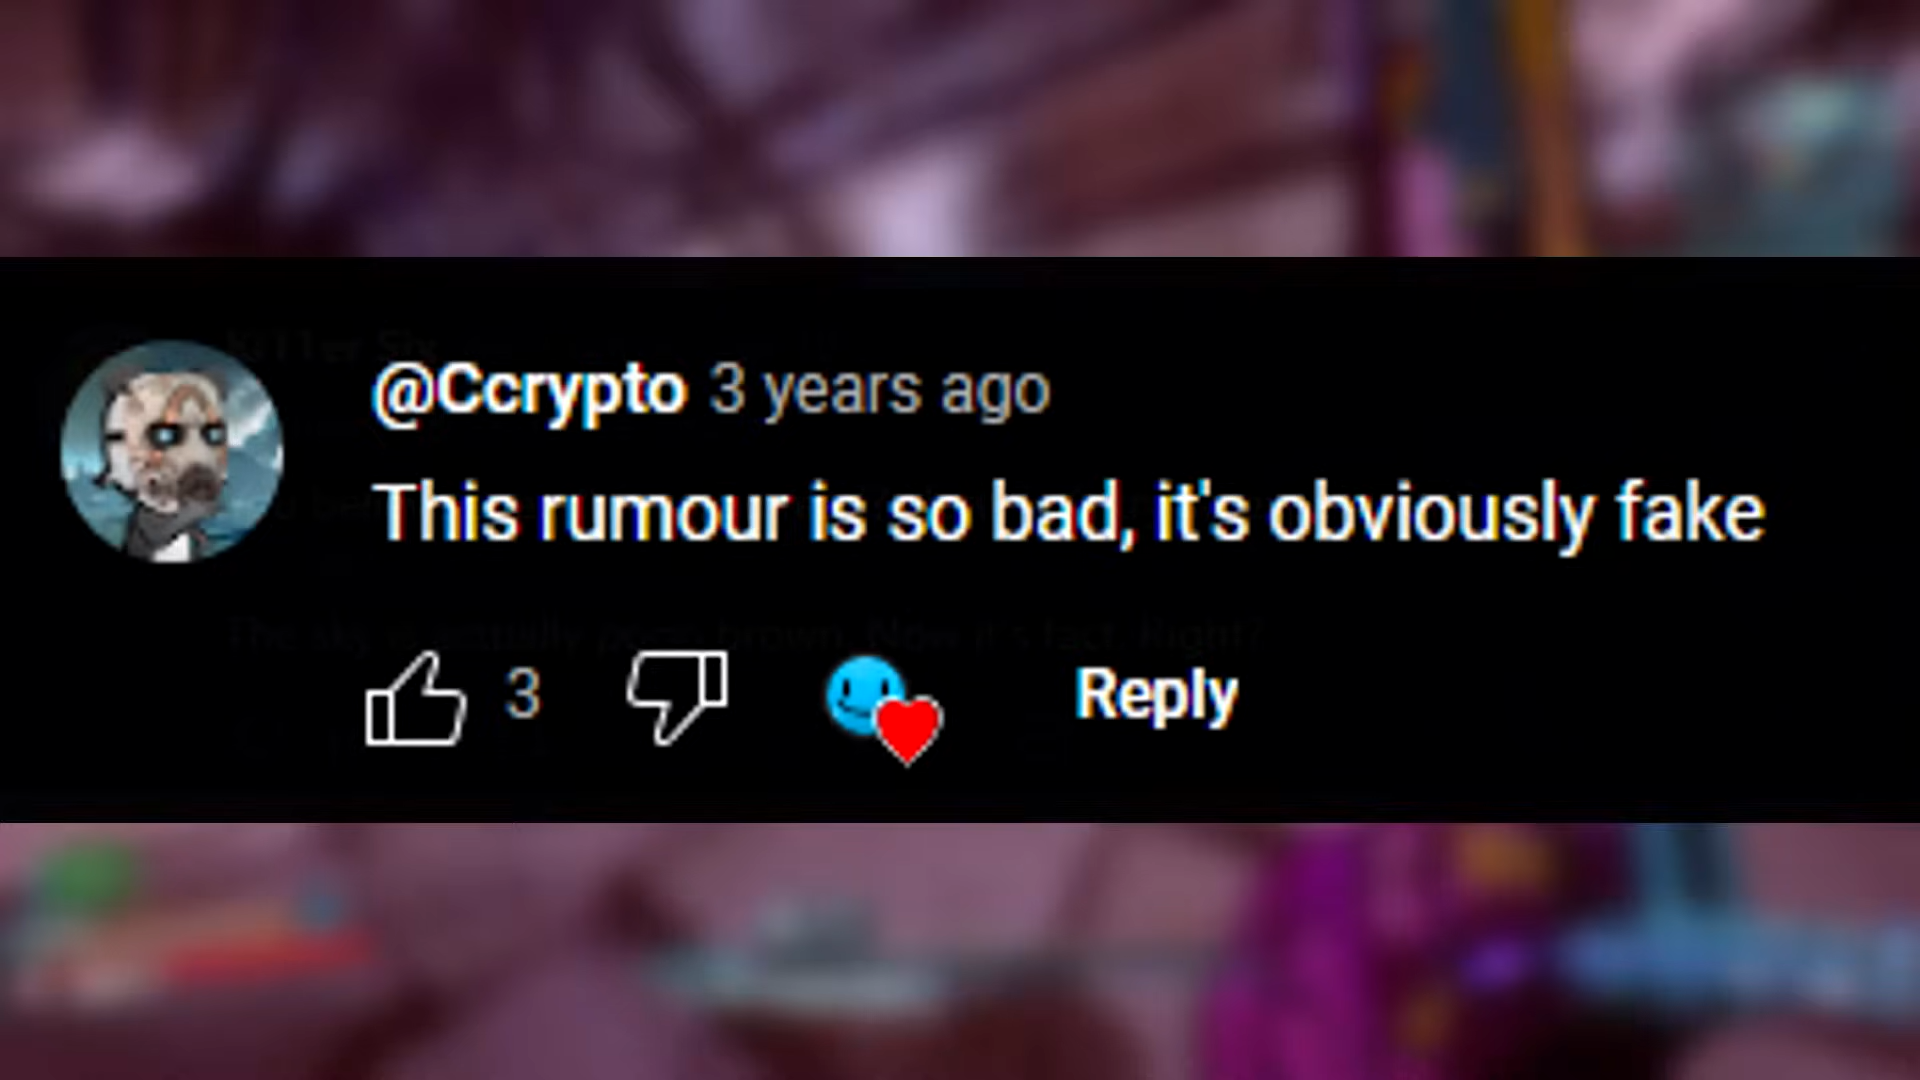 @Ccrypto 3 years ago
This rumour is so bad, it's obviously fake
3
Reply